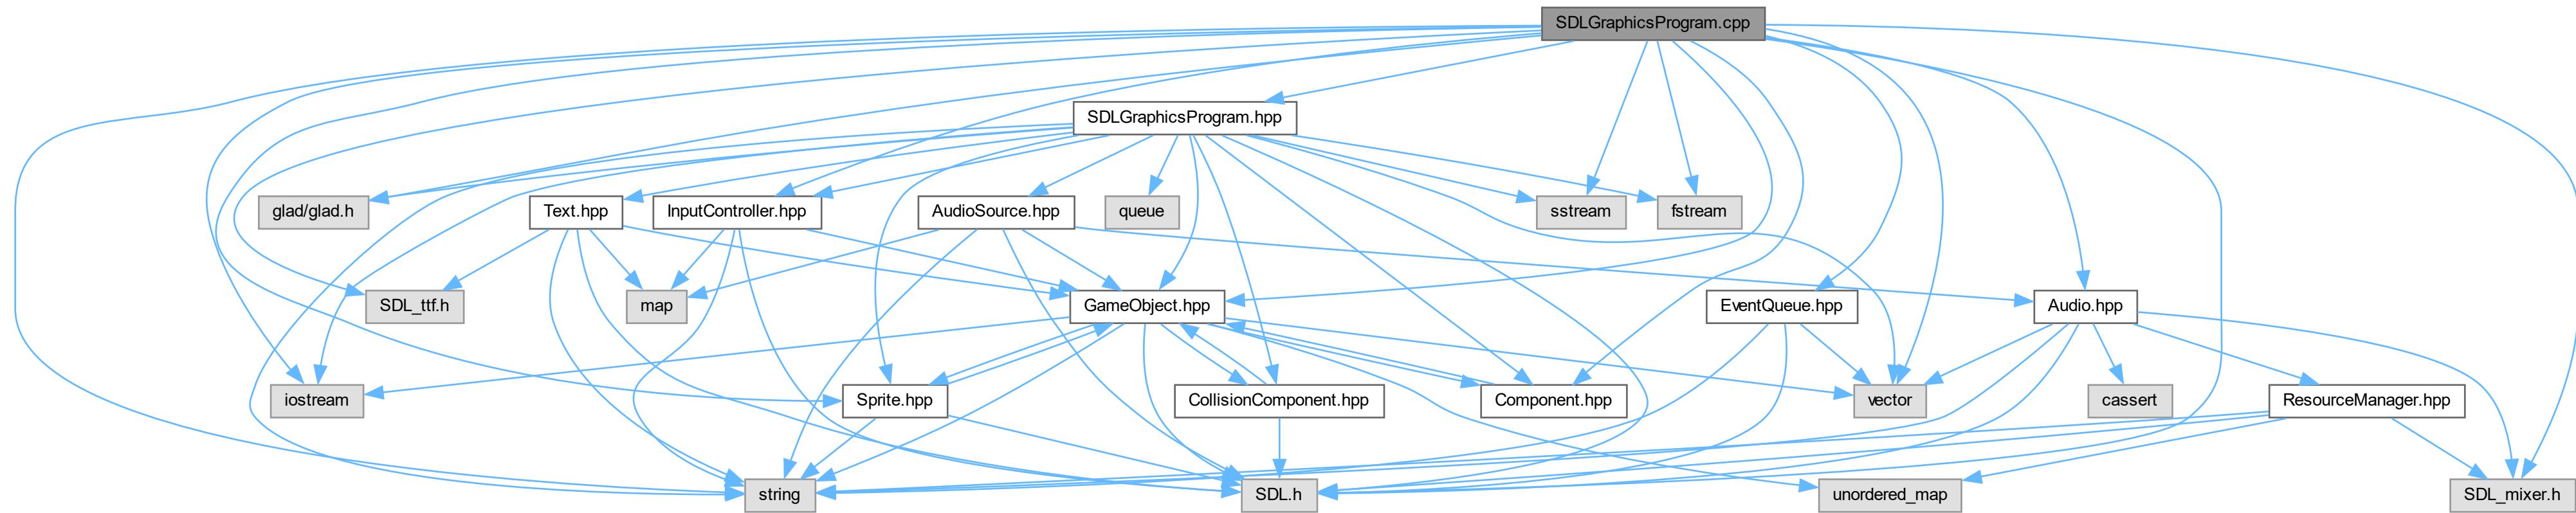 SDLGraphicsProgram.cpp
SDLGraphicsProgram.hpp
glad/glad.h
Text.hpp
InputController.hpp
AudioSource.hpp
queue
sstream
fstream
SDL_ttf.h
map
GameObject.hpp
EventQueue.hpp
Audio.hpp
iostream
Sprite.hpp
CollisionComponent.hpp
Component.hpp
vector
cassert
ResourceManager.hpp
string
SDL.h
unordered_map
SDL_mixer.h